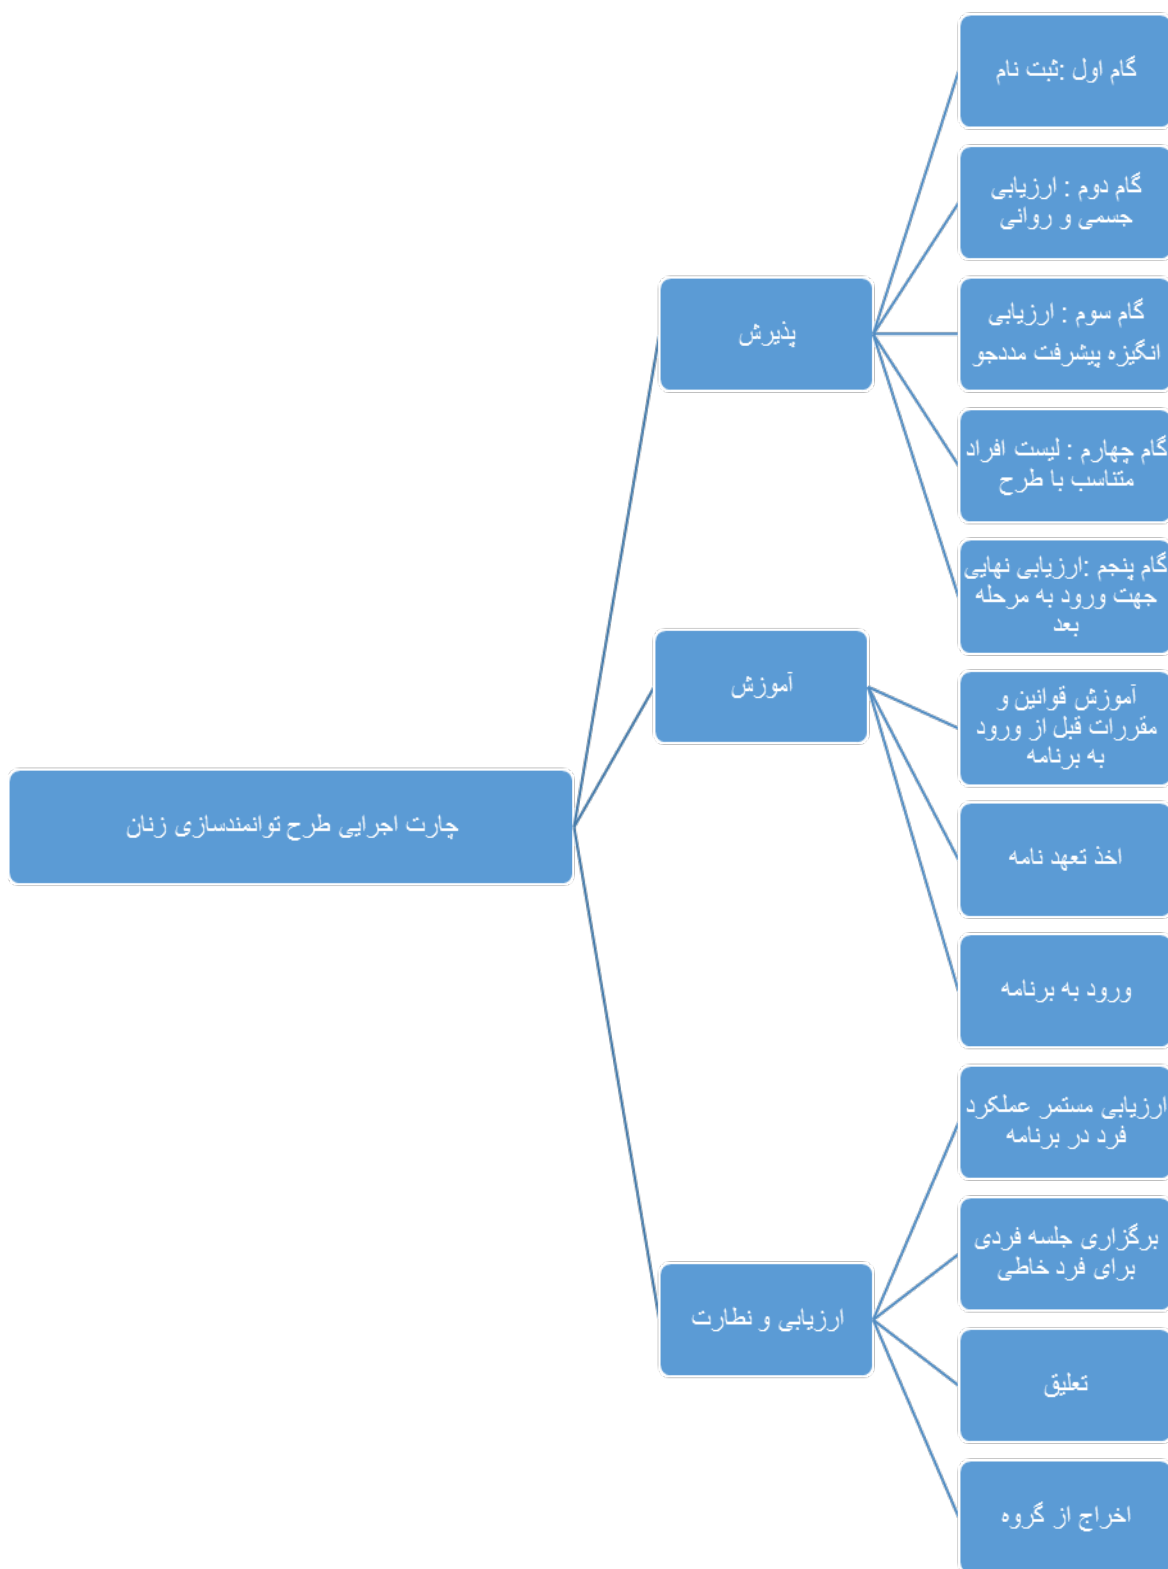 چارت اجرایی طرح توانمندسازی زنان
پذیرش
گام اول :ثبت نام
گام دوم : ارزیابی
جسمی و روانی
گام سوم : ارزیابی
انگیزه پیشرفت مددجو
گام چهارم : لیست افراد
متناسب با طرح
گام پنجم :ارزیابی نهایی
جهت ورود به مرحله
بعد
آموزش
آموزش قوانین و
مقررات قبل از ورود
به برنامه
اخذ تعهد نامه
ورود به برنامه
ارزیابی و نطارت
ارزیابی مستمر عملکرد
فرد در برنامه
برگزاری جلسه فردی
برای فرد خاطی
تعلیق
اخراج از گروه